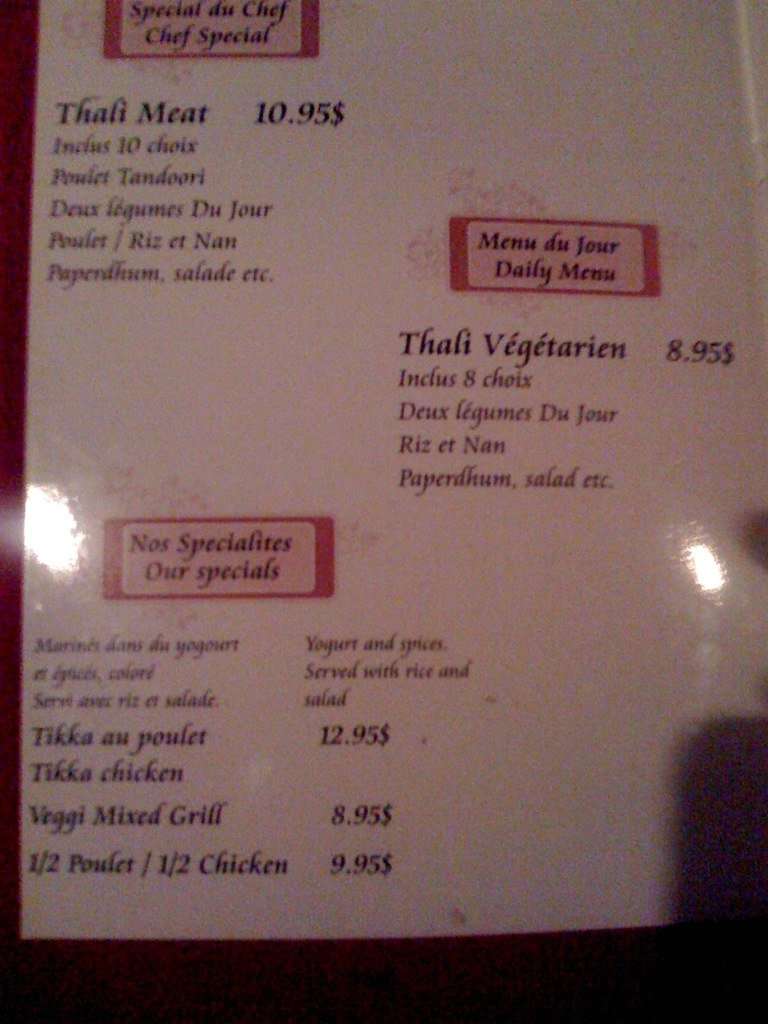 Special du Chef
Chef Special
Thali Meat 10.95$
Inclus 10 choix
Poulet Tandoori
Deux légumes Du Jour
Poulet / Riz et Nan
Paperdhum, salade etc.
Menu du Jour
Daily Menu
Thali Végétarien 8.95$
Inclus 8 choix
Deux légumes Du Jour
Riz et Nan
Paperdhum, salad etc.
Nos Specialites
Our specials
Marinés dans du yogourt
et épices, coloré
Servi avec riz et salade.
Yogurt and spices.
Served with rice and
salad
Tikka au poulet 12.95$
Tikka chicken
Veggi Mixed Grill 8.95$
1/2 Poulet / 1/2 Chicken 9.95$